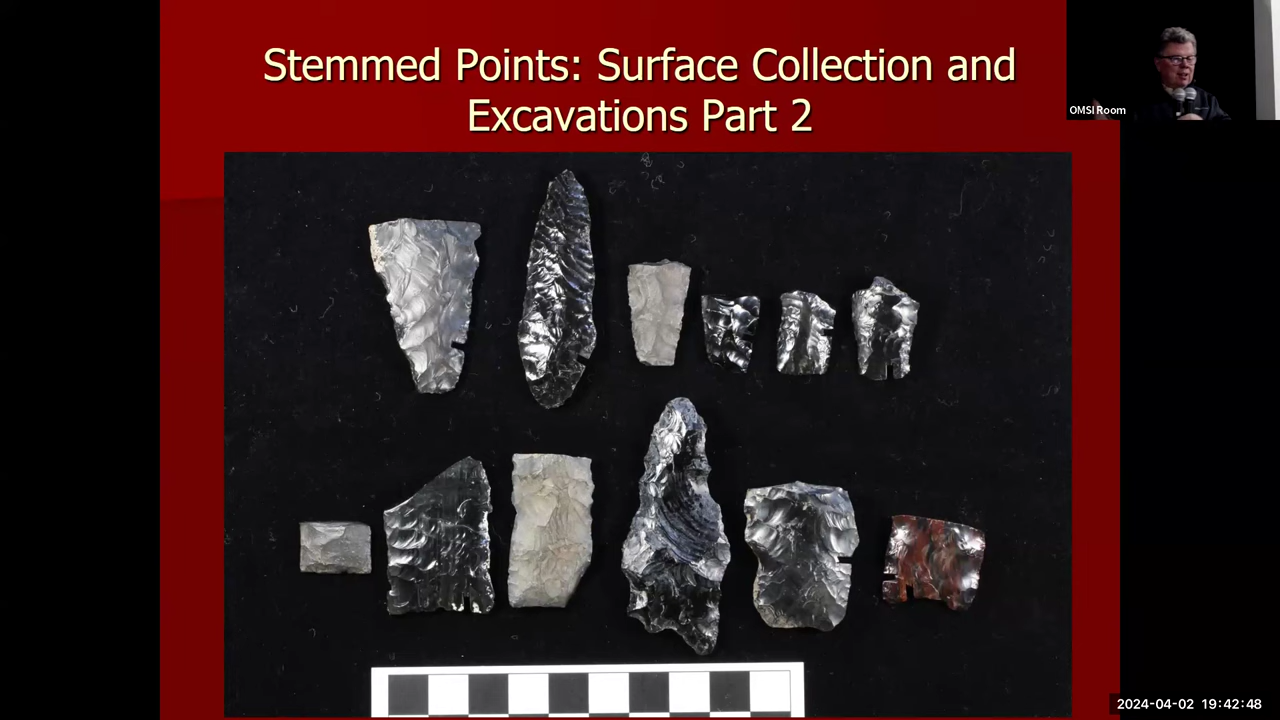 Stemmed Points: Surface Collection and
Excavations Part 2
OMSI Room
2024-04-02 19:42:48